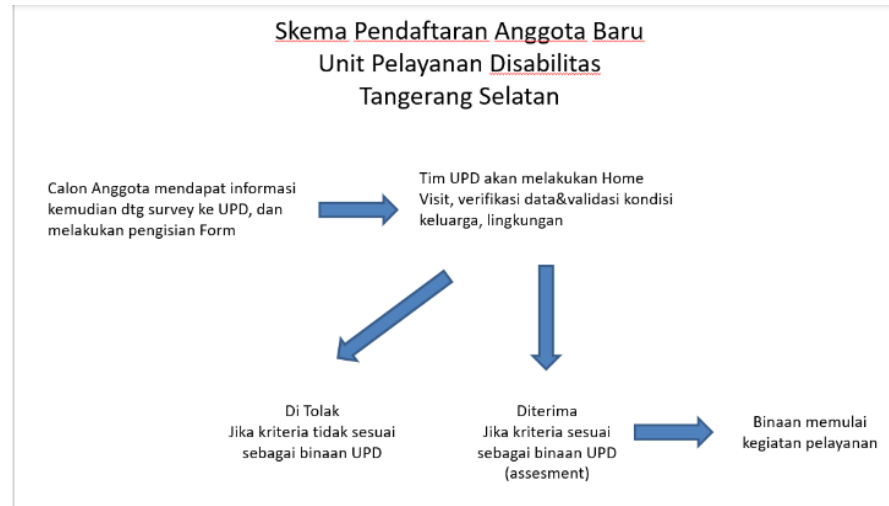 Skema Pendaftaran Anggota Baru
Unit Pelayanan Disabilitas
Tangerang Selatan
Calon Anggota mendapat informasi
kemudian dtg survey ke UPD, dan
melakukan pengisian Form
Tim UPD akan melakukan Home
Visit, verifikasi data&validasi kondisi
keluarga, lingkungan
Di Tolak
Jika kriteria tidak sesuai
sebagai binaan UPD
Diterima
Jika kriteria sesuai
sebagai binaan UPD
(assesment)
Binaan memulai
kegiatan pelayanan